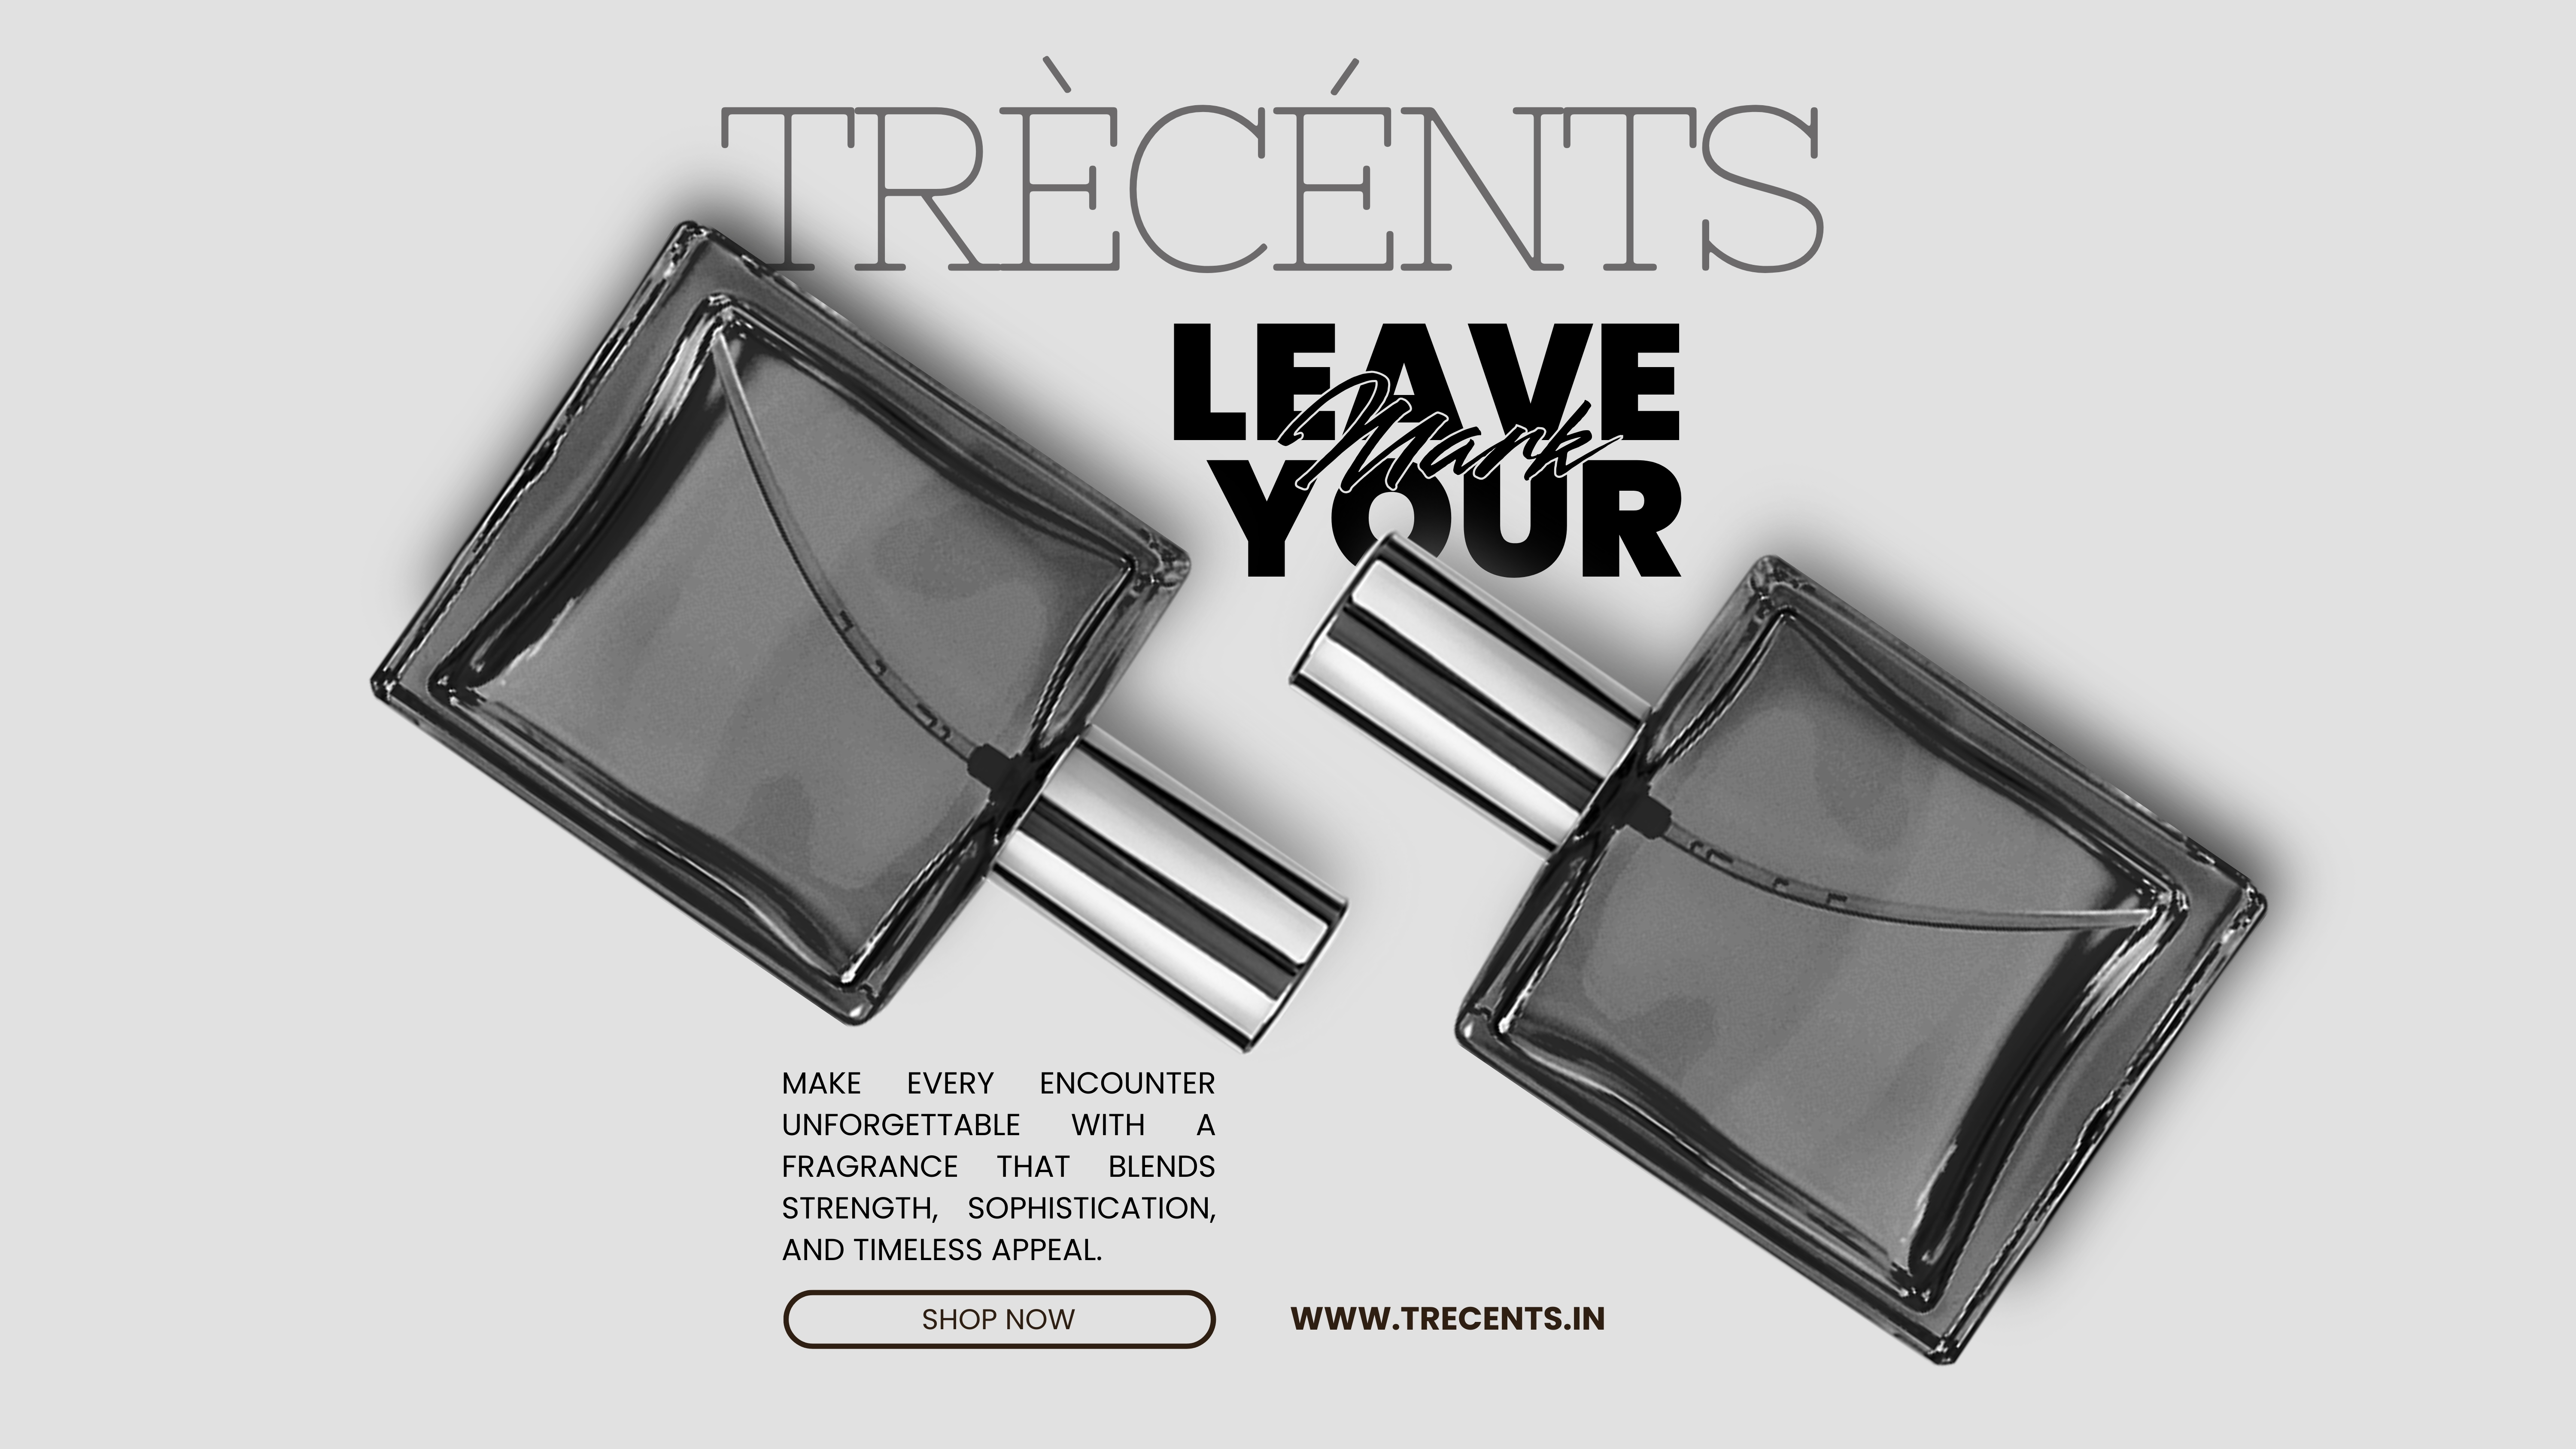 TRÈCÉNTS
LEAVE
Mark
YOUR
MAKE EVERY ENCOUNTER
UNFORGETTABLE WITH A
FRAGRANCE THAT BLENDS
STRENGTH, SOPHISTICATION,
AND TIMELESS APPEAL.
SHOP NOW
WWW.TRECENTS.IN